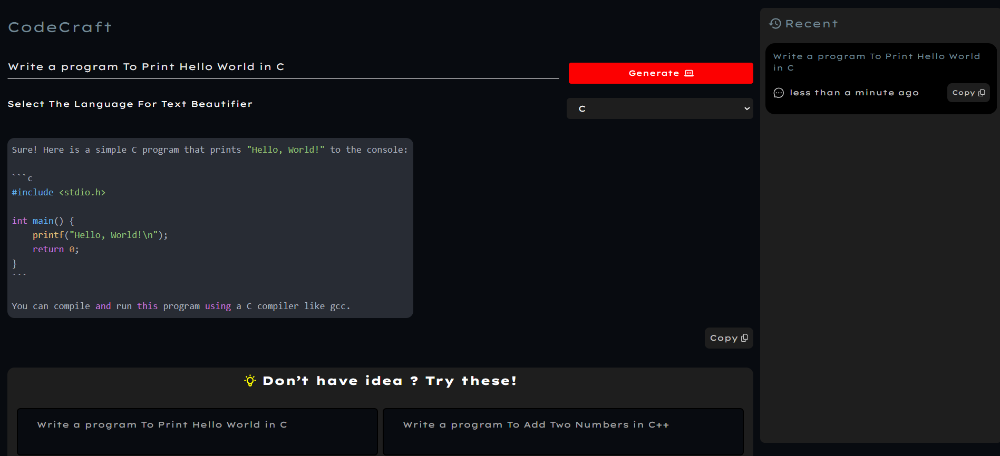 CodeCraft
Write a program To Print Hello World in C
Generate
Select The Language For Text Beautifier
C
Sure! Here is a simple C program that prints "Hello, World!" to the console:
```c
#include <stdio.h>
int main() {
    printf("Hello, World!\n");
    return 0;
}
```
You can compile and run this program using a C compiler like gcc.
Copy
Don’t have idea ? Try these!
Write a program To Print Hello World in C
Write a program To Add Two Numbers in C++
Recent
Write a program To Print Hello World
in C
less than a minute ago
Copy